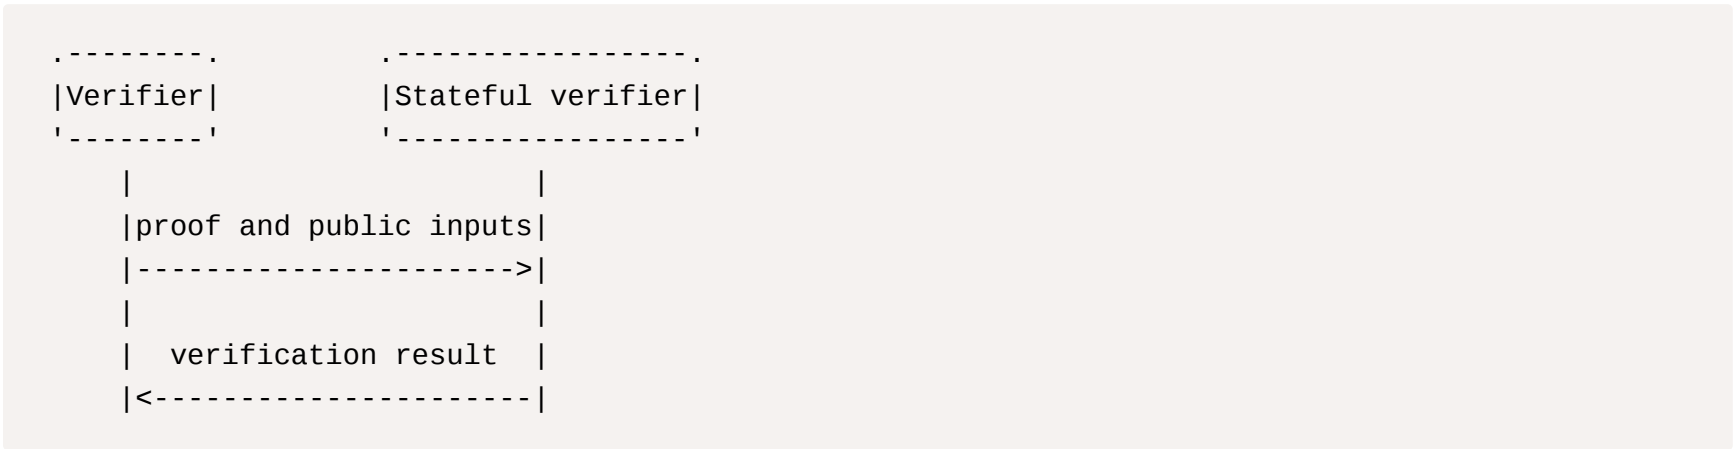 .--------.          .-----------------.
|Verifier|          |Stateful verifier|
'--------'          '-----------------'
    |                       |
    |proof and public inputs|
    |---------------------->|
    |                       |
    |  verification result  |
    |<----------------------|